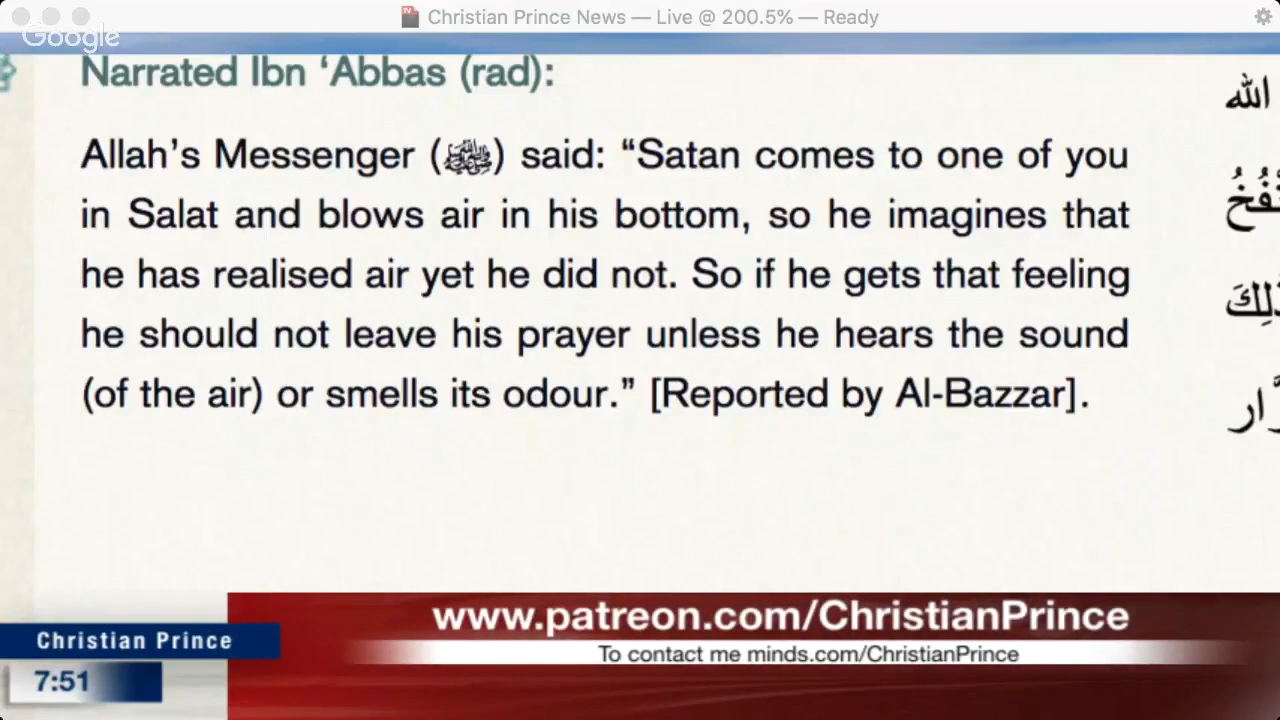 Christian Prince News — Live @ 200.5% — Ready
Google
Narrated Ibn ‘Abbas (rad):
Allah’s Messenger (ﷺ) said: “Satan comes to one of you
in Salat and blows air in his bottom, so he imagines that
he has realised air yet he did not. So if he gets that feeling
he should not leave his prayer unless he hears the sound
(of the air) or smells its odour.” [Reported by Al-Bazzar].
الله
www.patreon.com/ChristianPrince
To contact me minds.com/ChristianPrince
Christian Prince
7:51